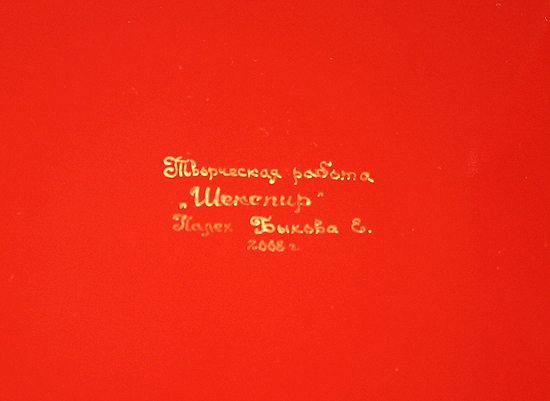 Творческая работа
„Шекспир"
Палех Быкова Е.
2008 г.